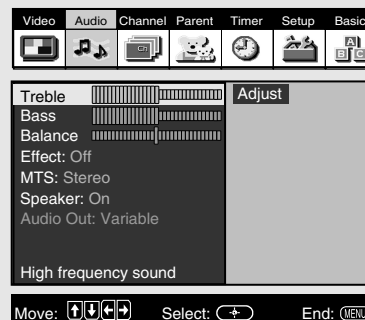 Video Audio Channel Parent Timer Setup Basic
Ch
A
B C
Treble Adjust
Bass
Balance
Effect: Off
MTS: Stereo
Speaker: On
Audio Out: Variable
High frequency sound
Move: Select: End: MENU